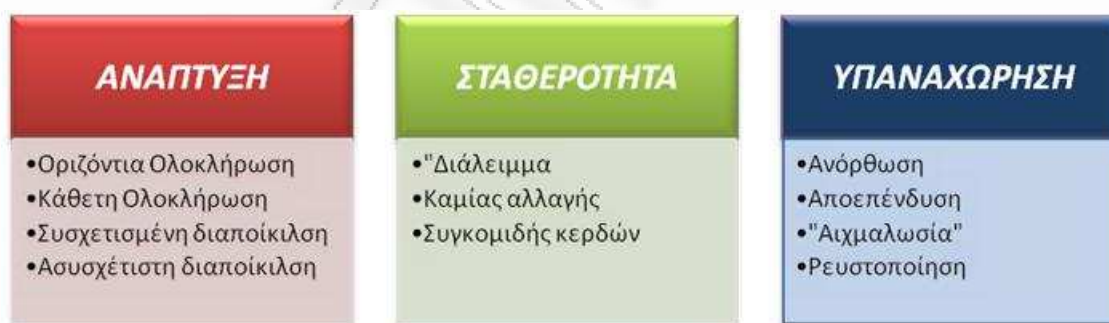 ΑΝΑΠΤΥΞΗ
•Οριζόντια Ολοκλήρωση
•Κάθετη Ολοκλήρωση
•Συσχετισμένη διαποίκιλση
•Ασυσχέτιστη διαποίκιλση
ΣΤΑΘΕΡΟΤΗΤΑ
•"Διάλειμμα
•Καμίας αλλαγής
•Συγκομιδής κερδών
ΥΠΑΝΑΧΩΡΗΣΗ
•Ανόρθωση
•Αποεπένδυση
•"Αιχμαλωσία"
•Ρευστοποίηση